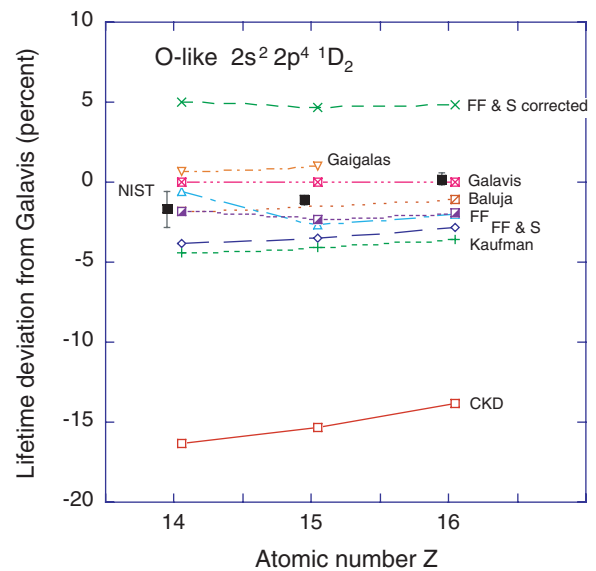 10
O-like 2s² 2p⁴ ¹D₂
5
FF & S corrected
Gaigalas
0
NIST
Galavis
Baluja
FF
FF & S
-5
Kaufman
-10
CKD
-15
-20
14 15 16
Atomic number Z
Lifetime deviation from Galavis (percent)